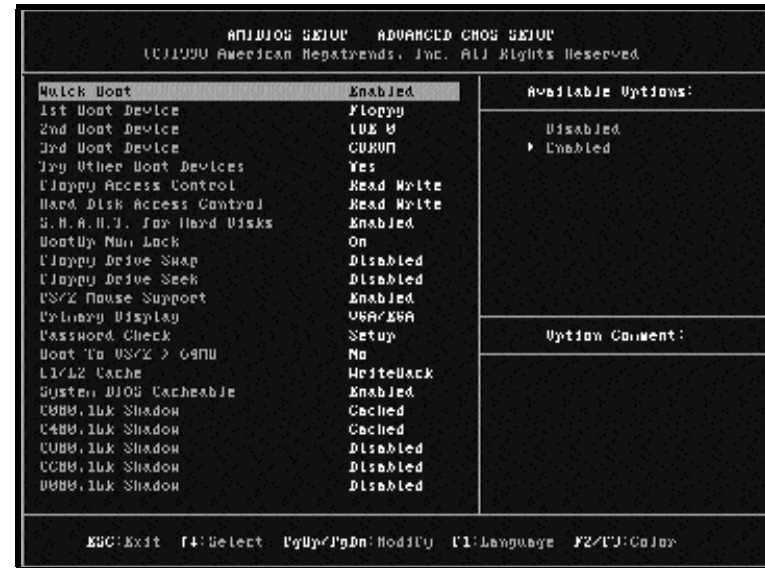 AMIBIOS SETUP - ADVANCED CMOS SETUP
(C)1998 American Megatrends, Inc. All Rights Reserved
Quick Boot Enabled
1st Boot Device Floppy
2nd Boot Device IDE 0
3rd Boot Device CDROM
Try Other Boot Devices Yes
Floppy Access Control Read Write
Hard Disk Access Control Read Write
S.M.A.R.T. for Hard Disks Enabled
BootUp Num Lock On
Floppy Drive Swap Disabled
Floppy Drive Seek Disabled
PS/2 Mouse Support Enabled
Primary Display VGA/EGA
Password Check Setup
Boot To OS/2 > 64MB No
L1/L2 Cache WriteBack
System BIOS Cacheable Enabled
C000,16k Shadow Cached
C400,16k Shadow Cached
C800,16k Shadow Disabled
CC00,16k Shadow Disabled
D000,16k Shadow Disabled
Available Options:
Disabled
▸ Enabled
Option Comment:
ESC:Exit ↑↓:Select PgUp/PgDn:Modify F1:Language F2/F3:Color